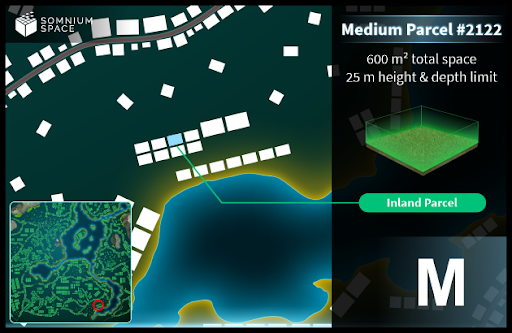 SOMNIUM
SPACE
Medium Parcel #2122
600 m² total space
25 m height & depth limit
Inland Parcel
M